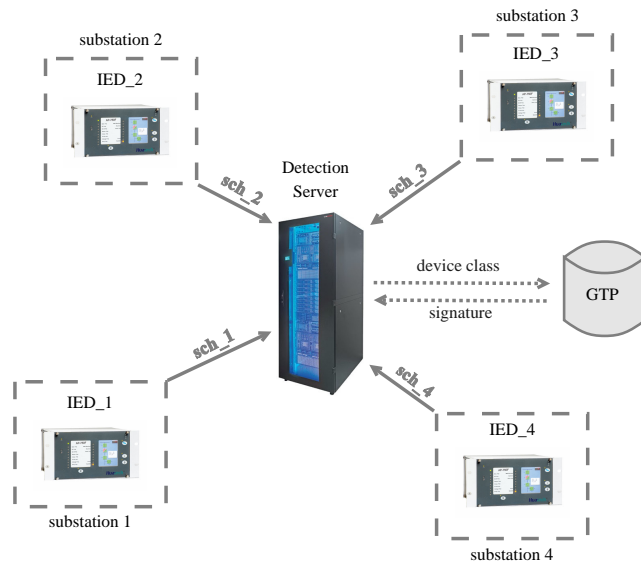 substation 2
IED_2
substation 3
IED_3
Detection
Server
sch_2
sch_3
device class
signature
GTP
sch_1
sch_4
IED_1
substation 1
IED_4
substation 4